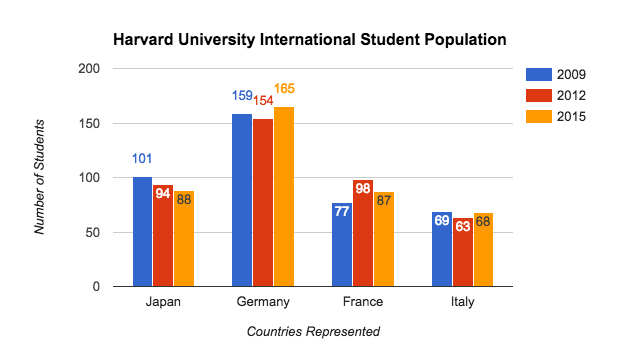 Harvard University International Student Population
200
150
100
50
0
Number of Students
101
94
88
159
154
165
77
98
87
69
63
68
Japan
Germany
France
Italy
Countries Represented
2009
2012
2015